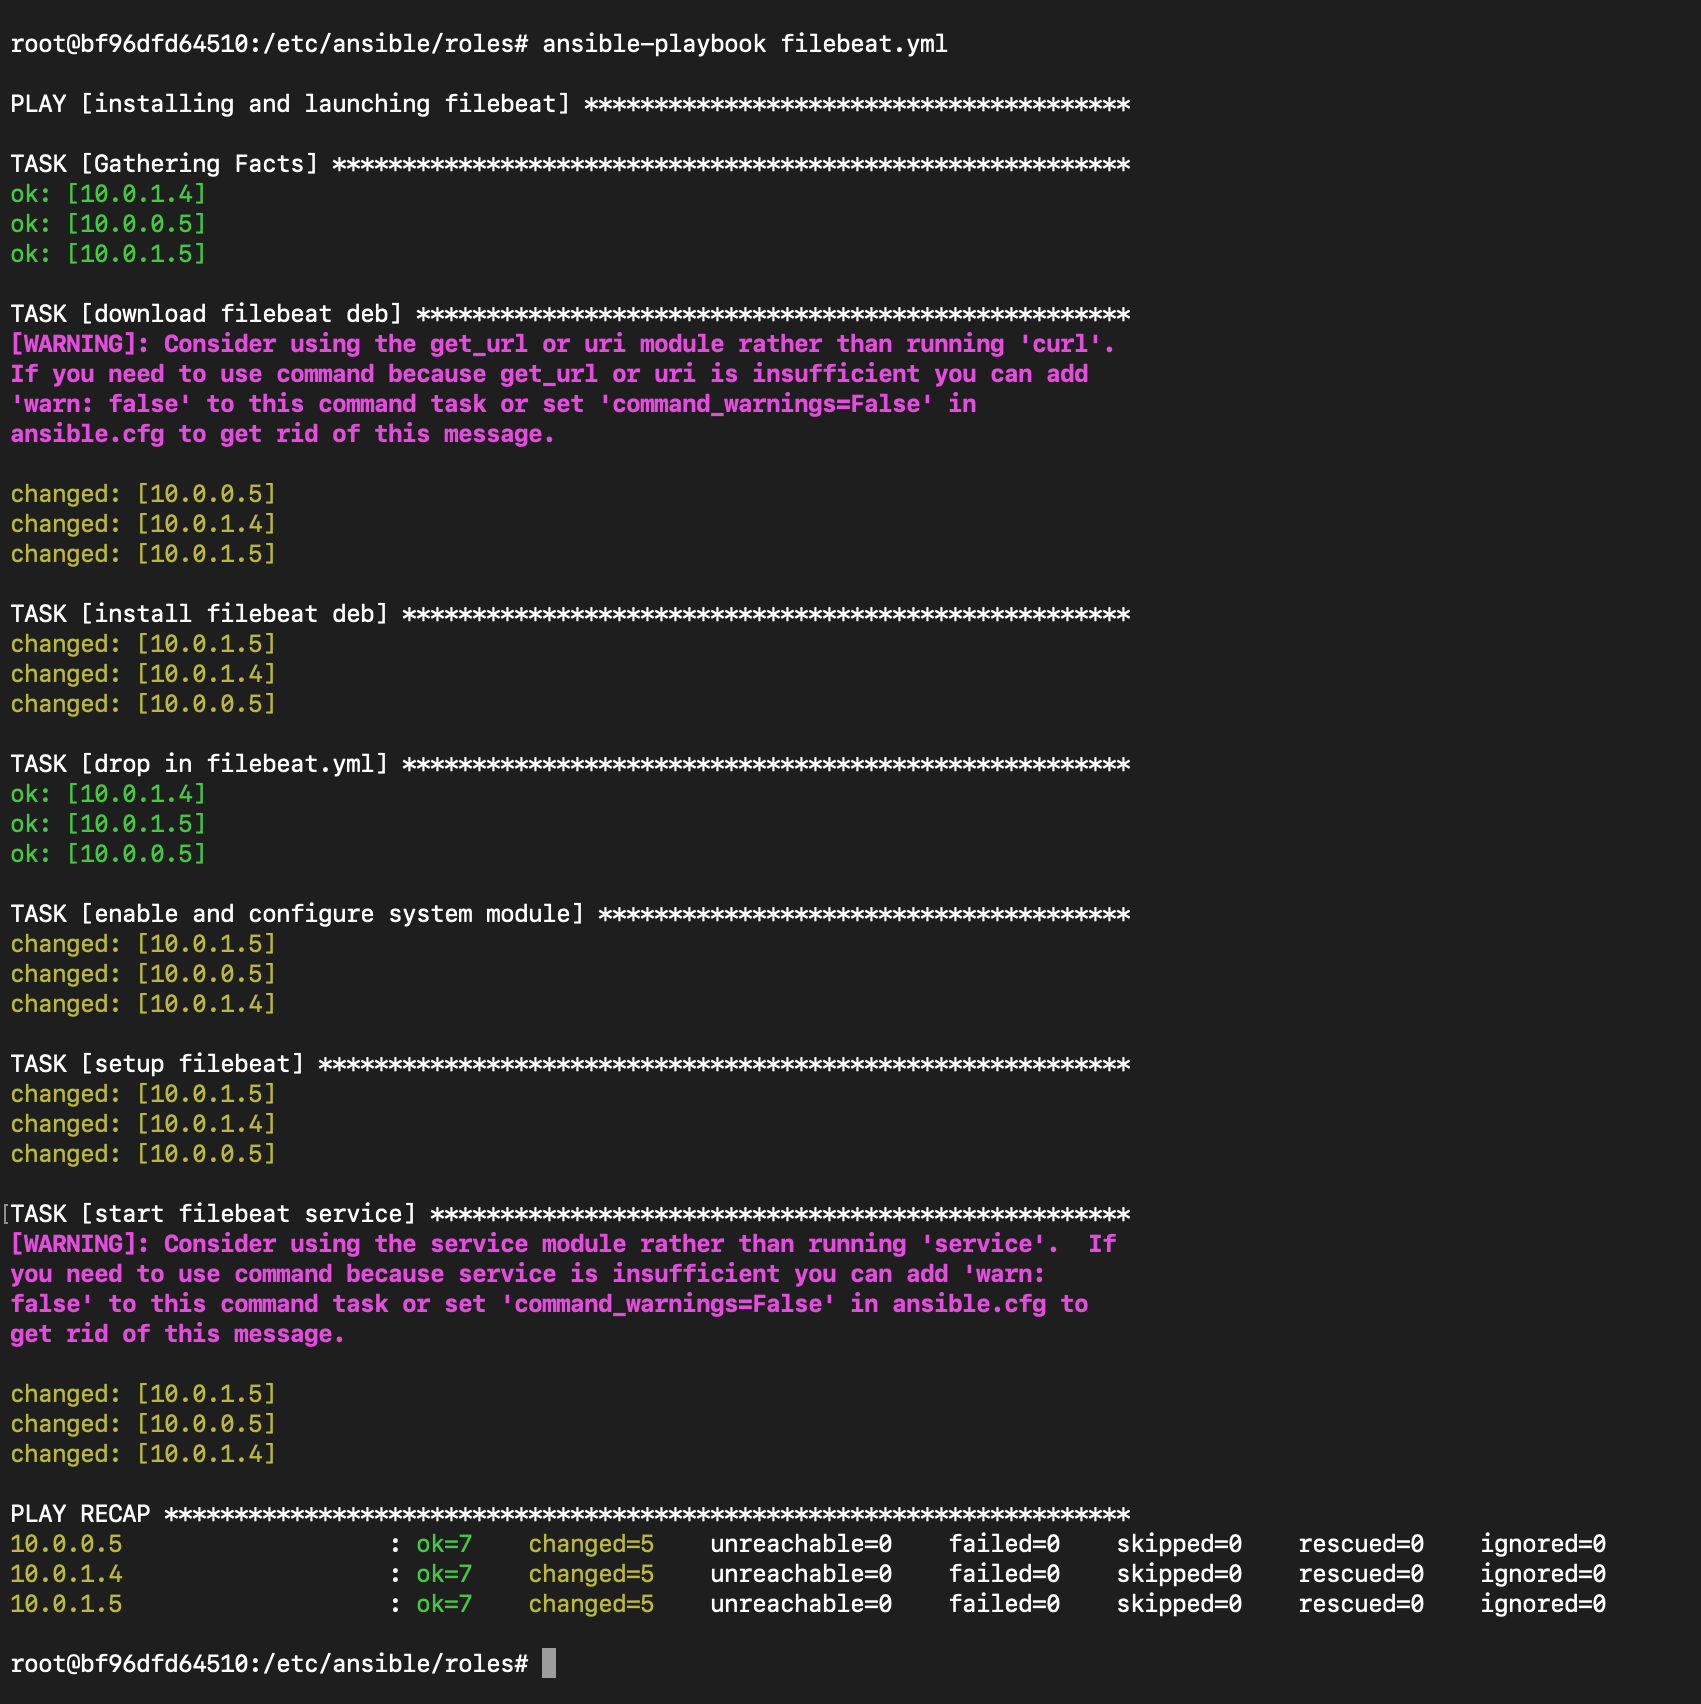 root@bf96dfd64510:/etc/ansible/roles# ansible-playbook filebeat.yml
PLAY [installing and launching filebeat] ***************************************
TASK [Gathering Facts] *********************************************************
ok: [10.0.1.4]
ok: [10.0.0.5]
ok: [10.0.1.5]
TASK [download filebeat deb] ***************************************************
[WARNING]: Consider using the get_url or uri module rather than running 'curl'.
If you need to use command because get_url or uri is insufficient you can add
'warn: false' to this command task or set 'command_warnings=False' in
ansible.cfg to get rid of this message.
changed: [10.0.0.5]
changed: [10.0.1.4]
changed: [10.0.1.5]
TASK [install filebeat deb] ****************************************************
changed: [10.0.1.5]
changed: [10.0.1.4]
changed: [10.0.0.5]
TASK [drop in filebeat.yml] ****************************************************
ok: [10.0.1.4]
ok: [10.0.1.5]
ok: [10.0.0.5]
TASK [enable and configure system module] **************************************
changed: [10.0.1.5]
changed: [10.0.0.5]
changed: [10.0.1.4]
TASK [setup filebeat] **********************************************************
changed: [10.0.1.5]
changed: [10.0.1.4]
changed: [10.0.0.5]
[TASK [start filebeat service] **************************************************
[WARNING]: Consider using the service module rather than running 'service'.  If
you need to use command because service is insufficient you can add 'warn:
false' to this command task or set 'command_warnings=False' in ansible.cfg to
get rid of this message.
changed: [10.0.1.5]
changed: [10.0.0.5]
changed: [10.0.1.4]
PLAY RECAP *********************************************************************
10.0.0.5                   : ok=7    changed=5    unreachable=0    failed=0    skipped=0    rescued=0    ignored=0
10.0.1.4                   : ok=7    changed=5    unreachable=0    failed=0    skipped=0    rescued=0    ignored=0
10.0.1.5                   : ok=7    changed=5    unreachable=0    failed=0    skipped=0    rescued=0    ignored=0
root@bf96dfd64510:/etc/ansible/roles#